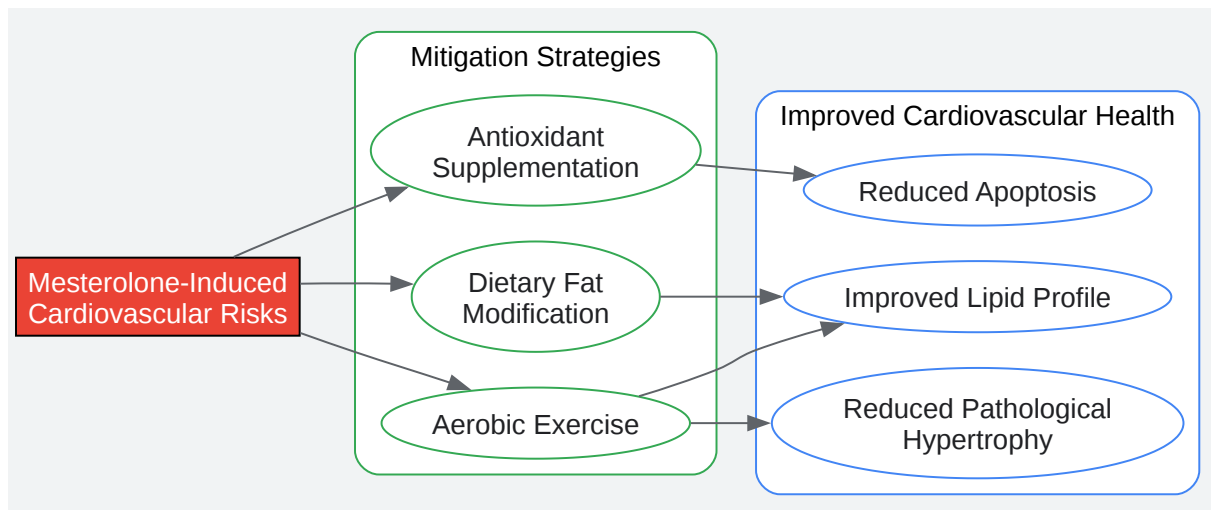 Mesterolone-Induced
Cardiovascular Risks
Mitigation Strategies
Antioxidant
Supplementation
Dietary Fat
Modification
Aerobic Exercise
Improved Cardiovascular Health
Reduced Apoptosis
Improved Lipid Profile
Reduced Pathological
Hypertrophy